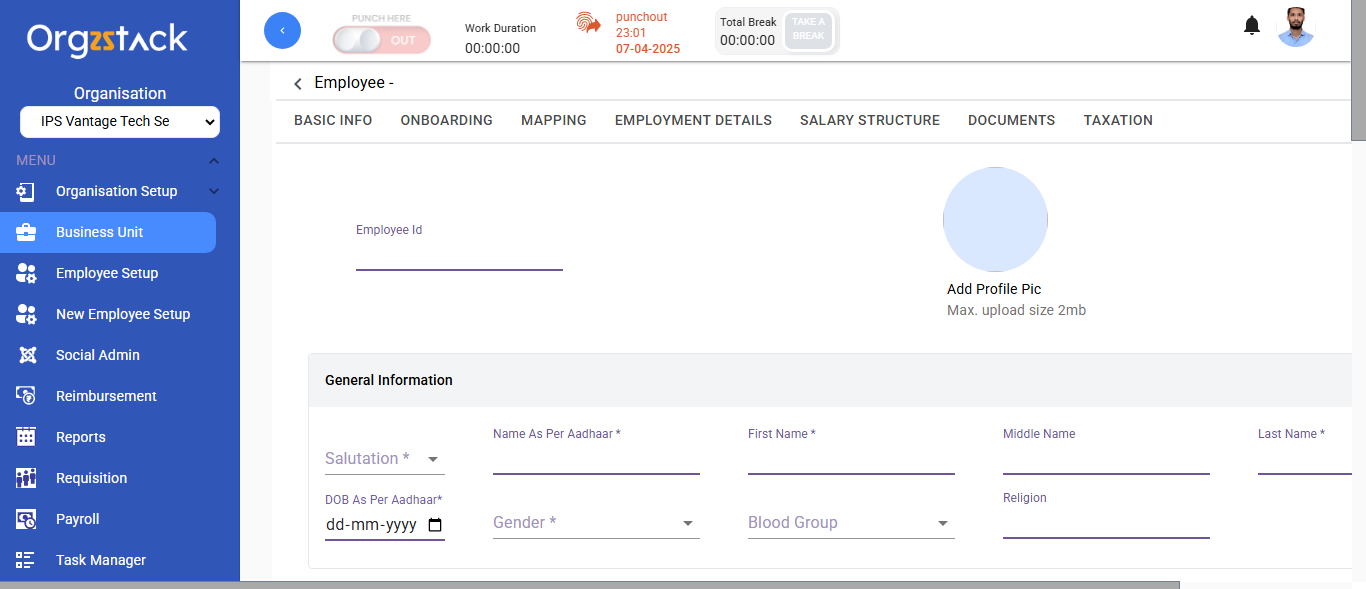 Orgzstack
Organisation
IPS Vantage Tech Se
MENU
Organisation Setup
Business Unit
Employee Setup
New Employee Setup
Social Admin
Reimbursement
Reports
Requisition
Payroll
Task Manager
PUNCH HERE
OUT
Work Duration
00:00:00
punchout
23:01
07-04-2025
Total Break
00:00:00
TAKE A
BREAK
Employee -
BASIC INFO ONBOARDING MAPPING EMPLOYMENT DETAILS SALARY STRUCTURE DOCUMENTS TAXATION
Employee Id
Add Profile Pic
Max. upload size 2mb
General Information
Salutation * Name As Per Aadhaar * First Name * Middle Name Last Name *
DOB As Per Aadhaar* Religion
dd-mm-yyyy Gender * Blood Group